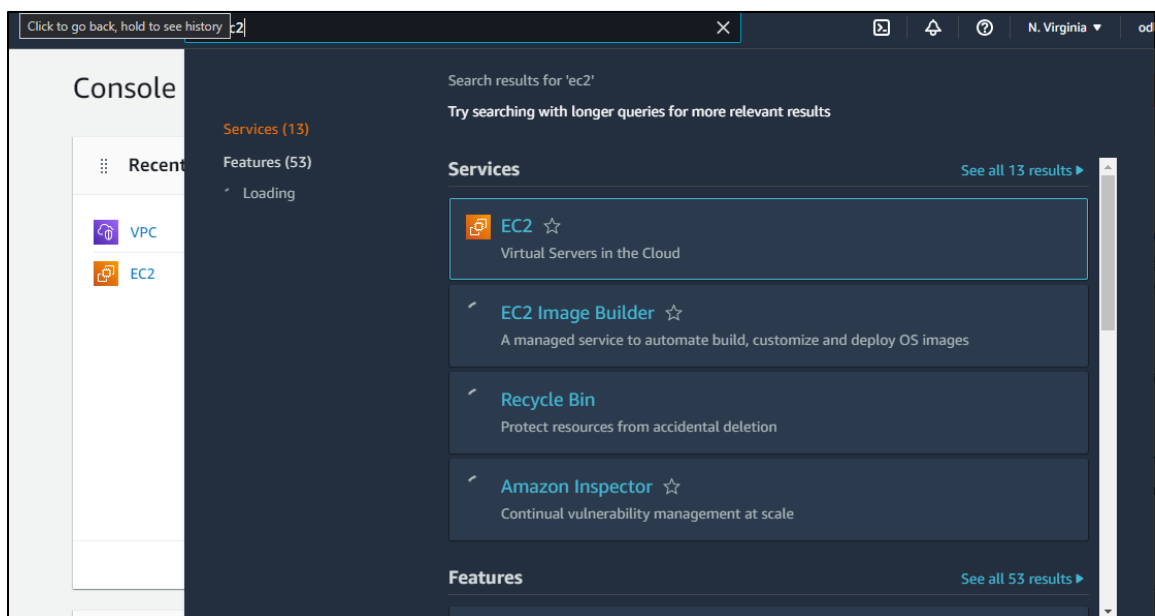 Click to go back, hold to see history
c2
N. Virginia
od
Console
Search results for 'ec2'
Try searching with longer queries for more relevant results
Services (13)
Features (53)
Loading
Recent
VPC
EC2
Services
See all 13 results
EC2
Virtual Servers in the Cloud
EC2 Image Builder
A managed service to automate build, customize and deploy OS images
Recycle Bin
Protect resources from accidental deletion
Amazon Inspector
Continual vulnerability management at scale
Features
See all 53 results